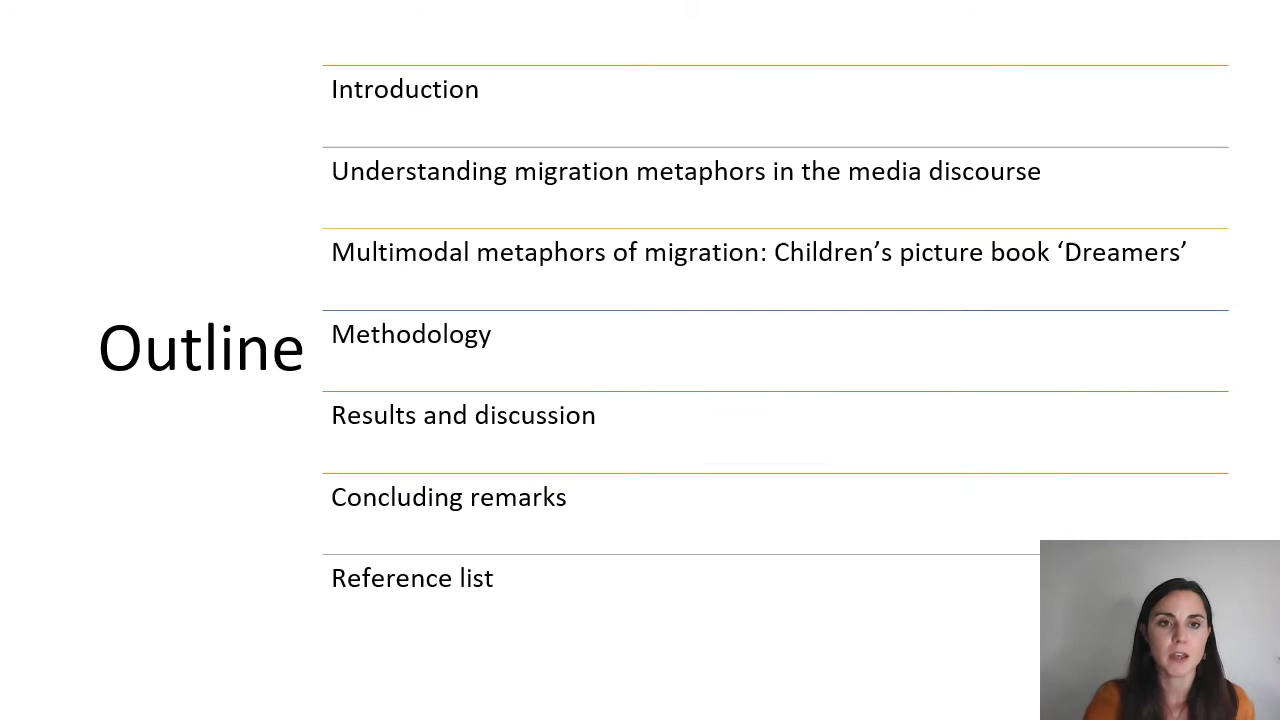 Outline
Introduction
Understanding migration metaphors in the media discourse
Multimodal metaphors of migration: Children’s picture book ‘Dreamers’
Methodology
Results and discussion
Concluding remarks
Reference list